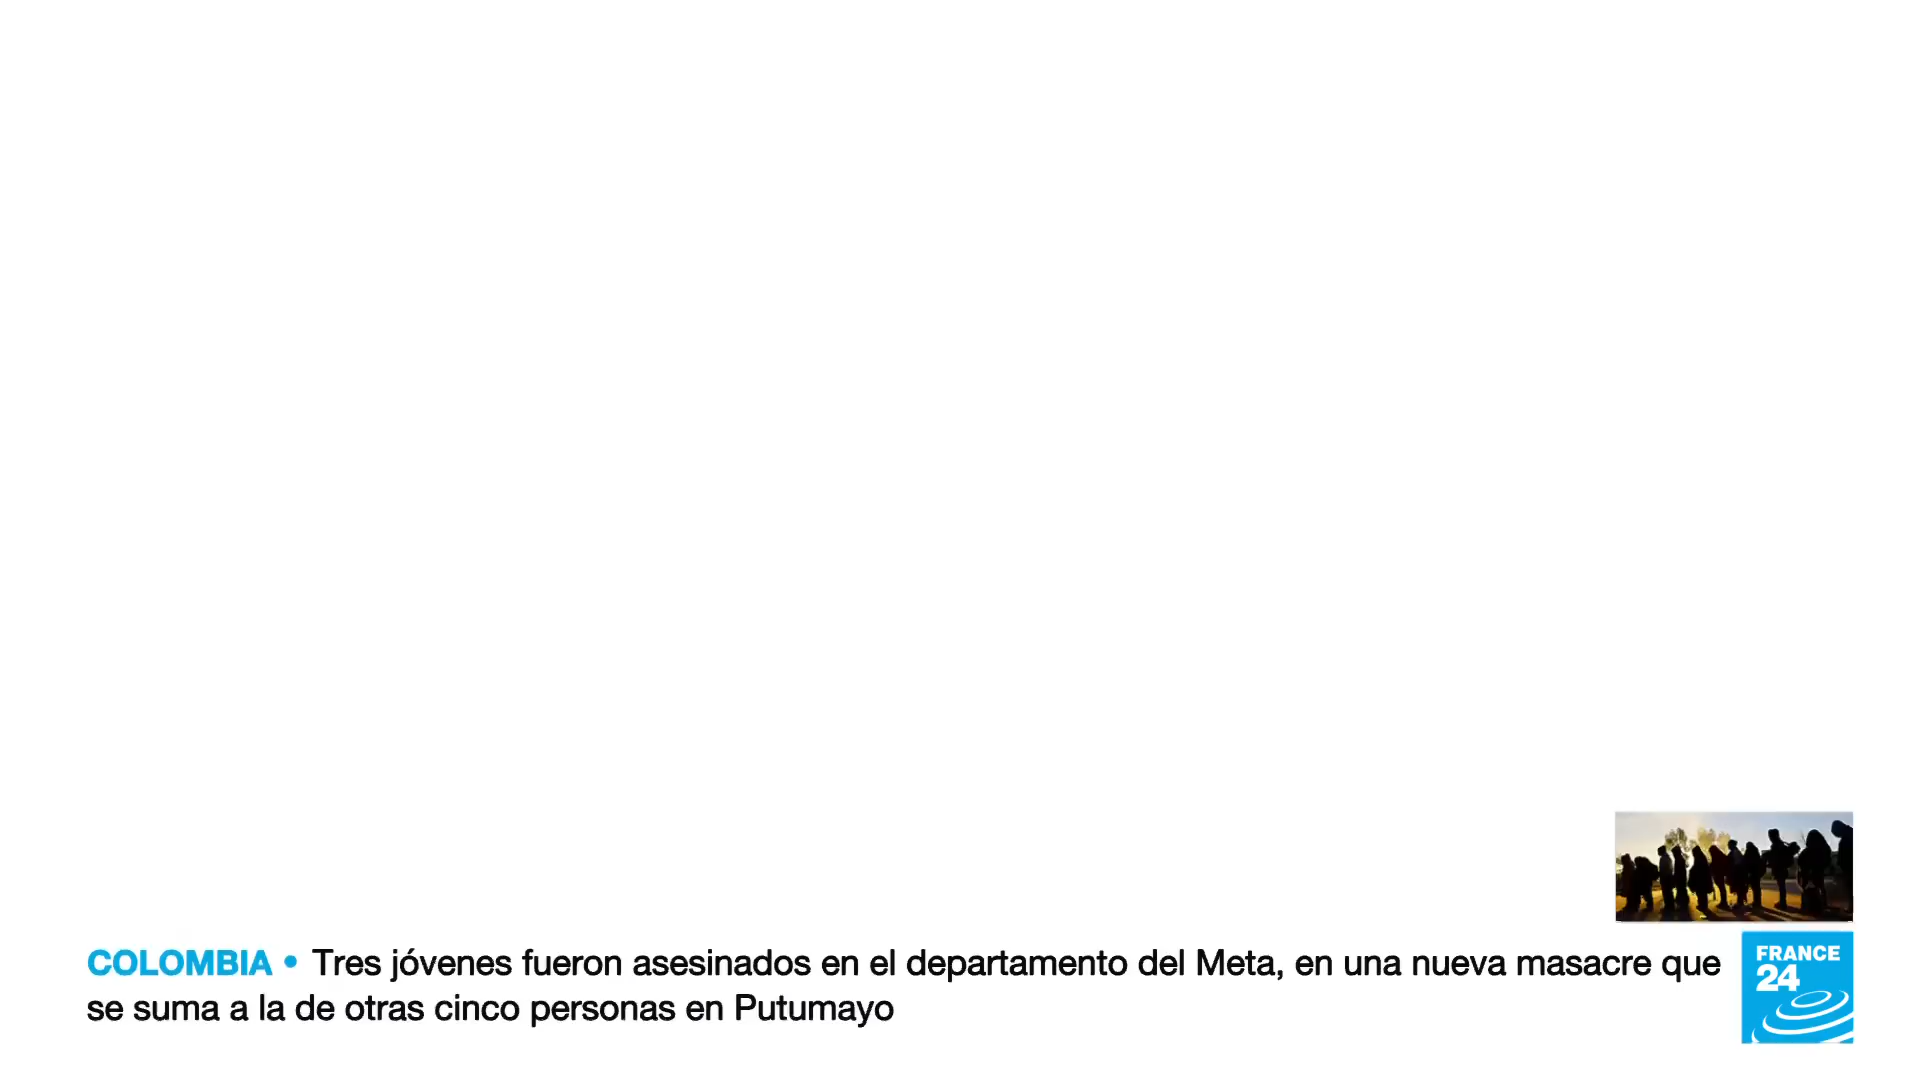 COLOMBIA • Tres jóvenes fueron asesinados en el departamento del Meta, en una nueva masacre que
se suma a la de otras cinco personas en Putumayo
FRANCE
24